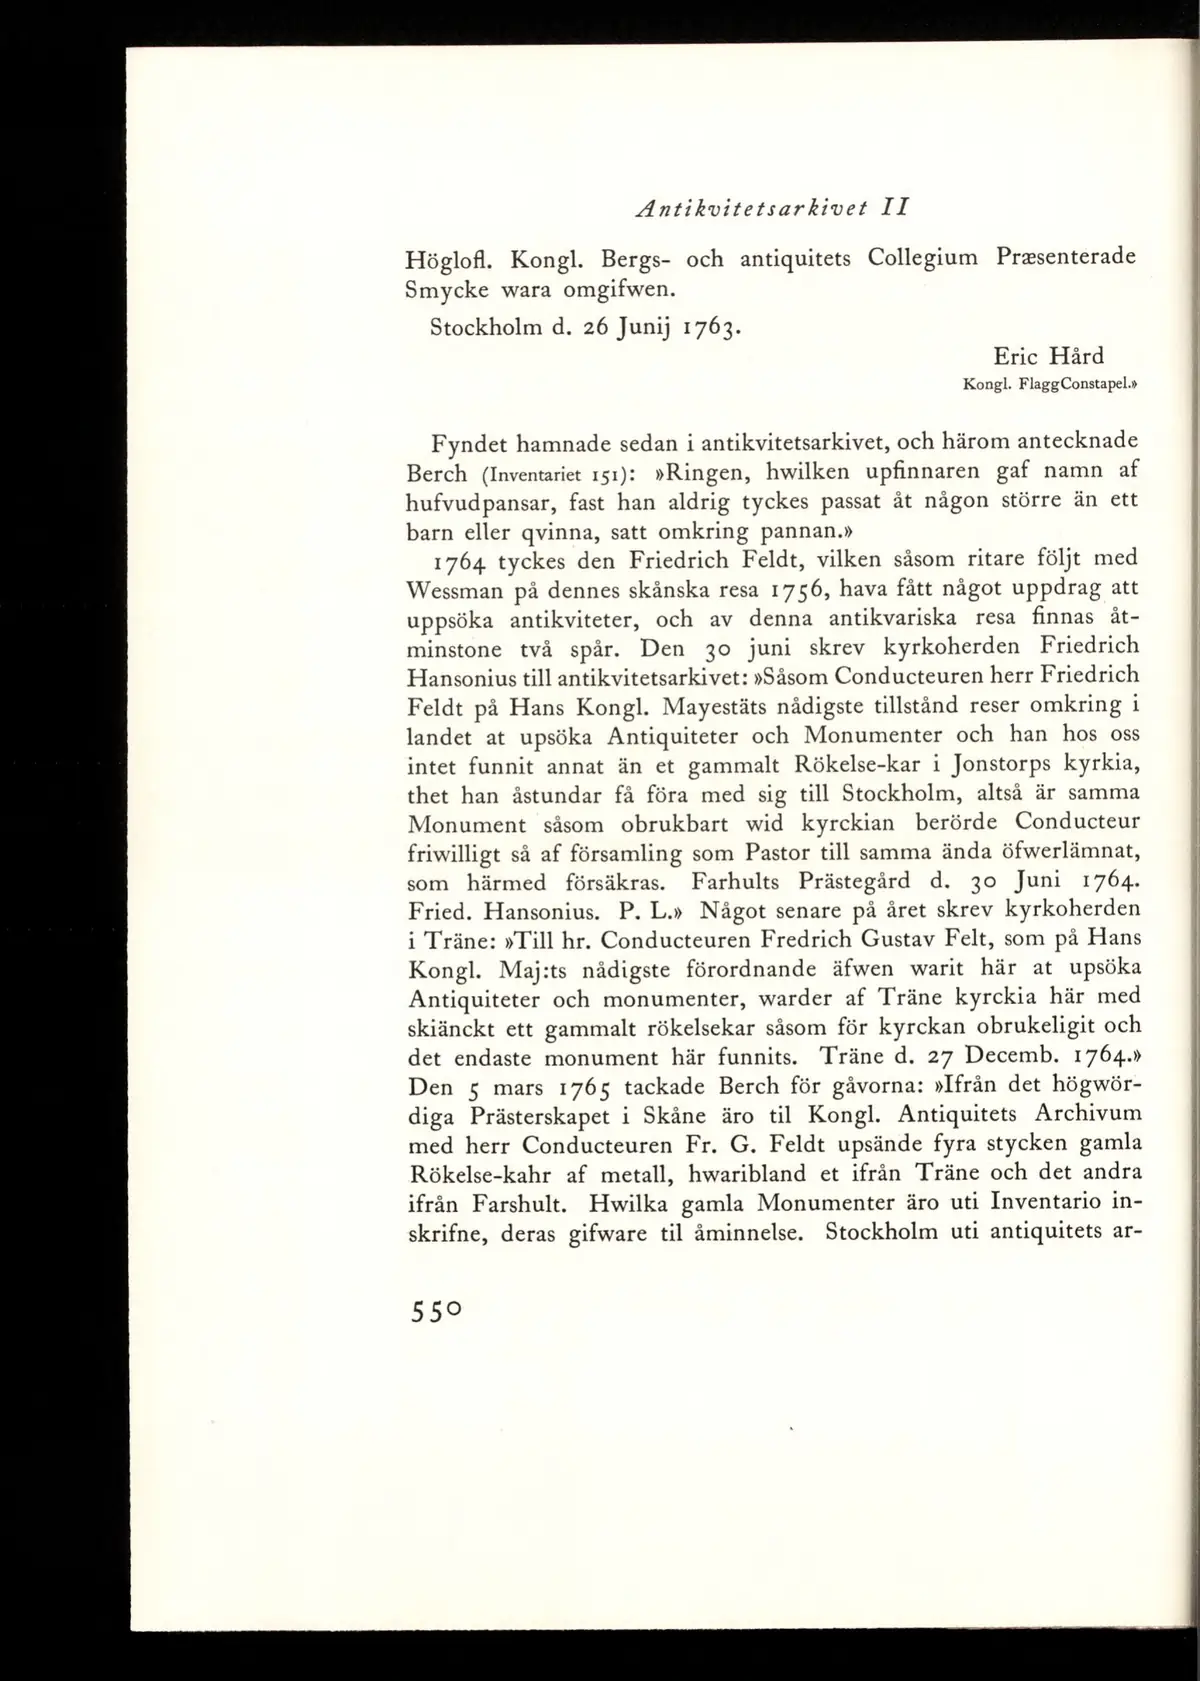 Antikvitetsarkivet II
Höglofl. Kongl. Bergs- och antiquitets Collegium Præsenterade
Smycke wara omgifwen.
Stockholm d. 26 Junij 1763.
Eric Hård
Kongl. FlaggConstapel.»
Fyndet hamnade sedan i antikvitetsarkivet, och härom antecknade
Berch (Inventariet 151): »Ringen, hwilken upfinnaren gaf namn af
hufvudpansar, fast han aldrig tyckes passat åt någon större än ett
barn eller qvinna, satt omkring pannan.»
1764 tyckes den Friedrich Feldt, vilken såsom ritare följt med
Wessman på dennes skånska resa 1756, hava fått något uppdrag att
uppsöka antikviteter, och av denna antikvariska resa finnas åt-
minstone två spår. Den 30 juni skrev kyrkoherden Friedrich
Hansonius till antikvitetsarkivet: »Såsom Conducteuren herr Friedrich
Feldt på Hans Kongl. Mayestäts nådigste tillstånd reser omkring i
landet at upsöka Antiquiteter och Monumenter och han hos oss
intet funnit annat än et gammalt Rökelse-kar i Jonstorps kyrkia,
thet han åstundar få föra med sig till Stockholm, altså är samma
Monument såsom obrukbart wid kyrckian berörde Conducteur
friwilligt så af församling som Pastor till samma ända öfwerlämnat,
som härmed försäkras. Farhults Prästegård d. 30 Juni 1764.
Fried. Hansonius. P. L.» Något senare på året skrev kyrkoherden
i Träne: »Till hr. Conducteuren Fredrich Gustav Felt, som på Hans
Kongl. Maj:ts nådigste förordnande äfwen warit här at upsöka
Antiquiteter och monumenter, warder af Träne kyrckia här med
skiänckt ett gammalt rökelsekar såsom för kyrckan obrukeligit och
det endaste monument här funnits. Träne d. 27 Decemb. 1764.»
Den 5 mars 1765 tackade Berch för gåvorna: »Ifrån det högwör-
diga Prästerskapet i Skåne äro til Kongl. Antiquitets Archivum
med herr Conducteuren Fr. G. Feldt upsände fyra stycken gamla
Rökelse-kahr af metall, hwaribland et ifrån Träne och det andra
ifrån Farshult. Hwilka gamla Monumenter äro uti Inventario in-
skrifne, deras gifware til åminnelse. Stockholm uti antiquitets ar-
550